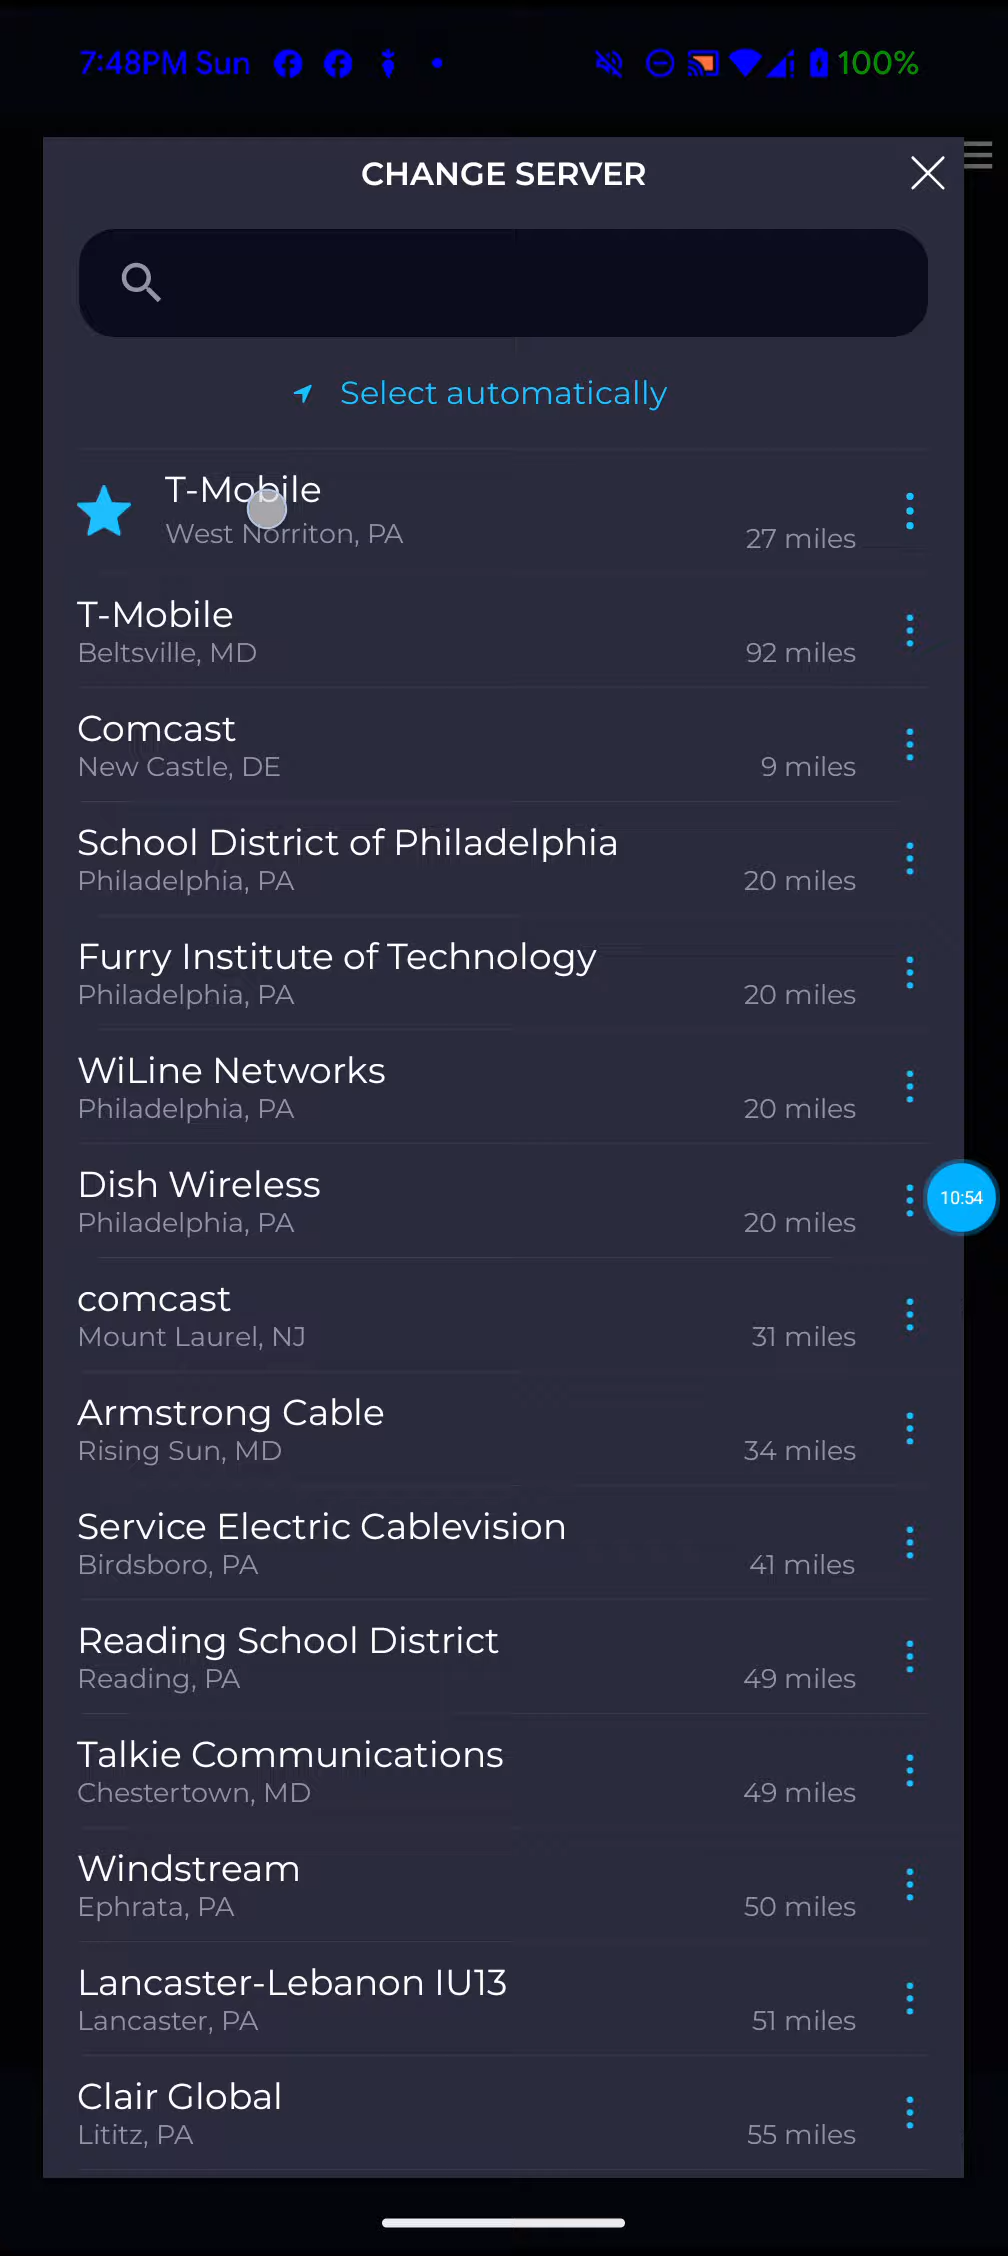 7:48PM Sun 100%
CHANGE SERVER
Select automatically
T-Mobile
West Norriton, PA 27 miles
T-Mobile
Beltsville, MD 92 miles
Comcast
New Castle, DE 9 miles
School District of Philadelphia
Philadelphia, PA 20 miles
Furry Institute of Technology
Philadelphia, PA 20 miles
WiLine Networks
Philadelphia, PA 20 miles
Dish Wireless
Philadelphia, PA 20 miles
10:54
comcast
Mount Laurel, NJ 31 miles
Armstrong Cable
Rising Sun, MD 34 miles
Service Electric Cablevision
Birdsboro, PA 41 miles
Reading School District
Reading, PA 49 miles
Talkie Communications
Chestertown, MD 49 miles
Windstream
Ephrata, PA 50 miles
Lancaster-Lebanon IU13
Lancaster, PA 51 miles
Clair Global
Lititz, PA 55 miles